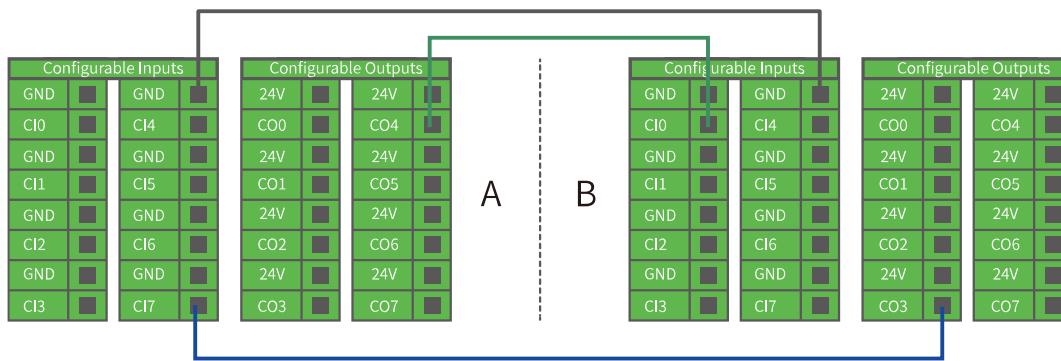 Configurable Inputs Configurable Outputs Configurable Inputs Configurable Outputs
GND GND 24V 24V GND GND 24V 24V
CI0 CI4 CO0 CO4 CI0 CI4 CO0 CO4
GND GND 24V 24V GND GND 24V 24V
CI1 CI5 CO1 CO5 A B CI1 CI5 CO1 CO5
GND GND 24V 24V GND GND 24V 24V
CI2 CI6 CO2 CO6 CI2 CI6 CO2 CO6
GND GND 24V 24V GND GND 24V 24V
CI3 CI7 CO3 CO7 CI3 CI7 CO3 CO7